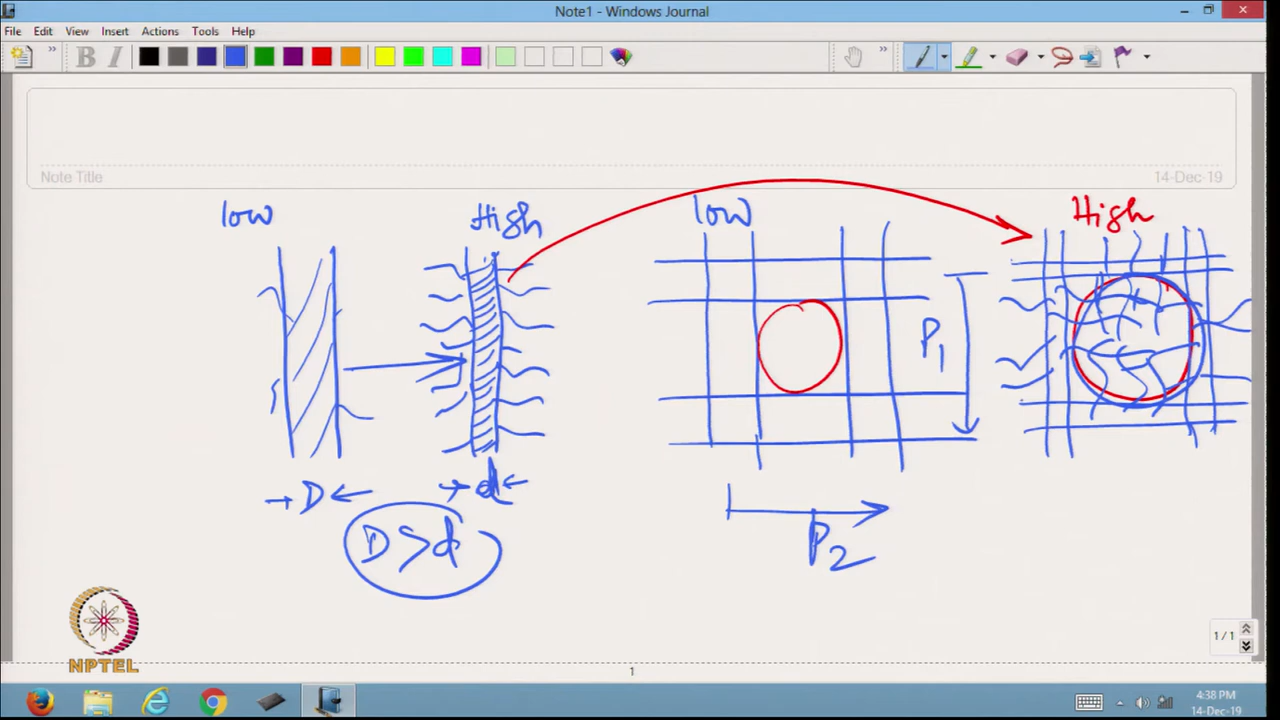 Note1 - Windows Journal
File Edit View Insert Actions Tools Help
B I
Note Title
14-Dec-19
low
High
low
High
P1
D
d
D > d
P2
NPTEL
1 / 1
1
4:38 PM
14-Dec-19